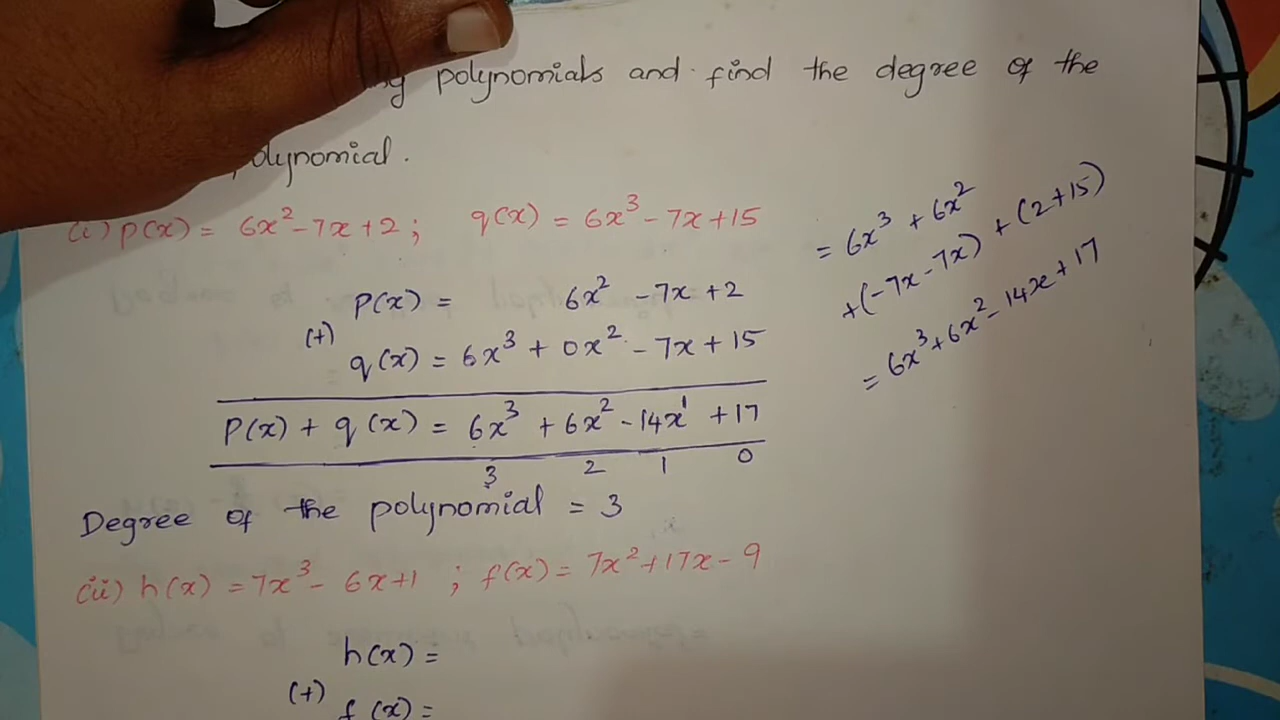 polynomials and find the degree of the
polynomial.
(i) p(x) = 6x² - 7x + 2 ; q(x) = 6x³ - 7x + 15
p(x) = 6x² - 7x + 2
(+)
q(x) = 6x³ + 0x² - 7x + 15
p(x) + q(x) = 6x³ + 6x² - 14x¹ + 17
3 2 1 0
Degree of the polynomial = 3
(ii) h(x) = 7x³ - 6x + 1 ; f(x) = 7x² + 17x - 9
h(x) =
(+)
f(x) =
= 6x³ + 6x²
+ (-7x - 7x) + (2 + 15)
= 6x³ + 6x² - 14x + 17